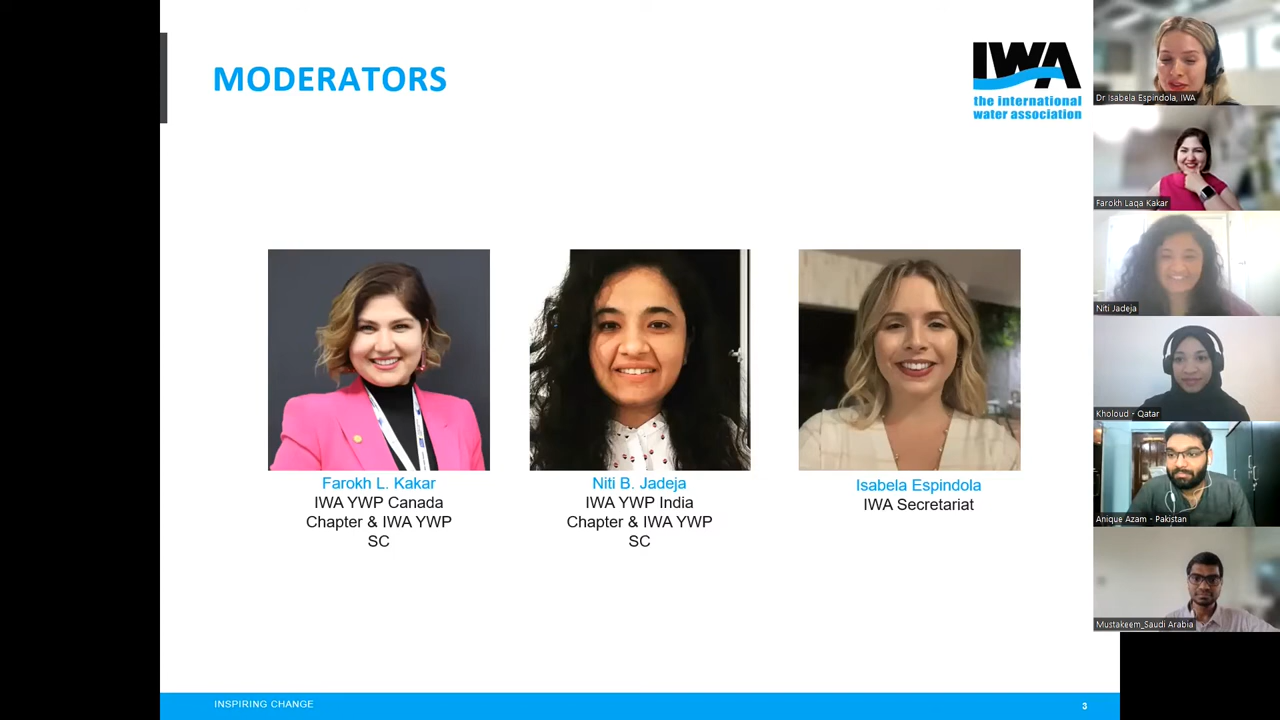 MODERATORS
IWA
the international
water association
Farokh L. Kakar
IWA YWP Canada
Chapter & IWA YWP
SC
Niti B. Jadeja
IWA YWP India
Chapter & IWA YWP
SC
Isabela Espindola
IWA Secretariat
INSPIRING CHANGE
3
Dr Isabela Espindola, IWA
Farokh Laqa Kakar
Niti Jadeja
Kholoud - Qatar
Anique Azam - Pakistan
Mustakeem_Saudi Arabia